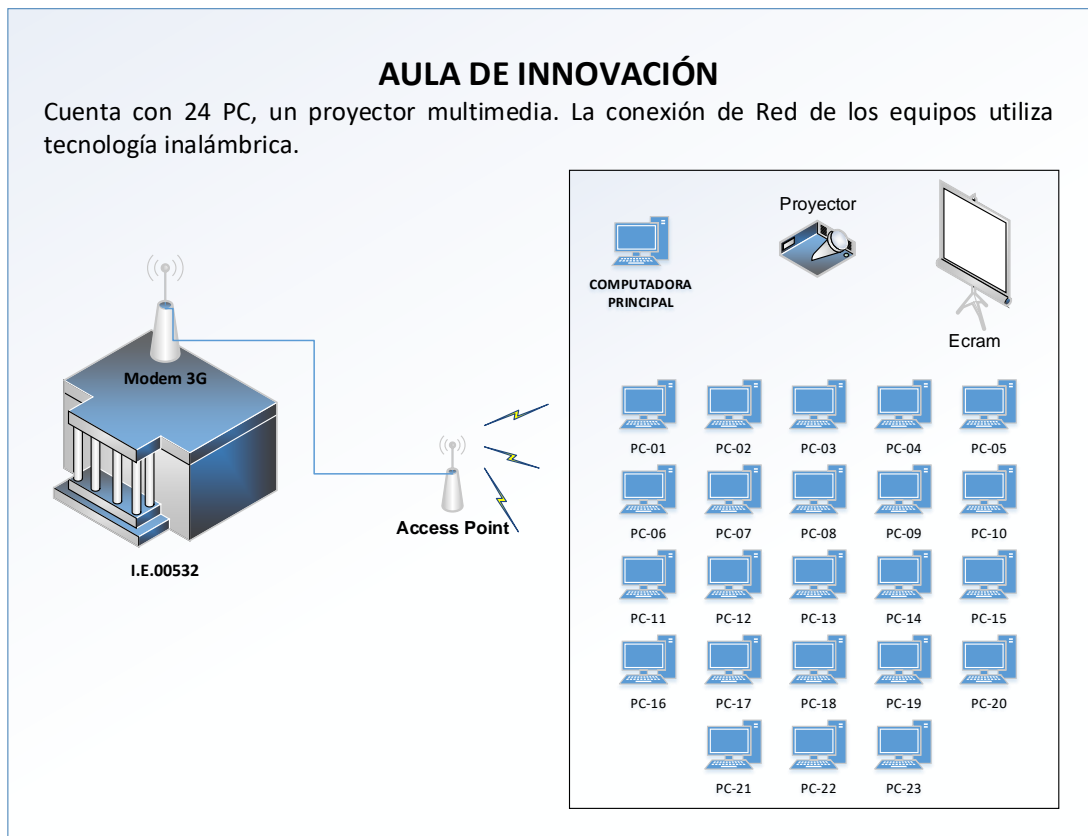 AULA DE INNOVACIÓN
Cuenta con 24 PC, un proyector multimedia. La conexión de Red de los equipos utiliza
tecnología inalámbrica.
Proyector
COMPUTADORA
PRINCIPAL
Ecram
Modem 3G
Access Point
I.E.00532
PC-01 PC-02 PC-03 PC-04 PC-05
PC-06 PC-07 PC-08 PC-09 PC-10
PC-11 PC-12 PC-13 PC-14 PC-15
PC-16 PC-17 PC-18 PC-19 PC-20
PC-21 PC-22 PC-23